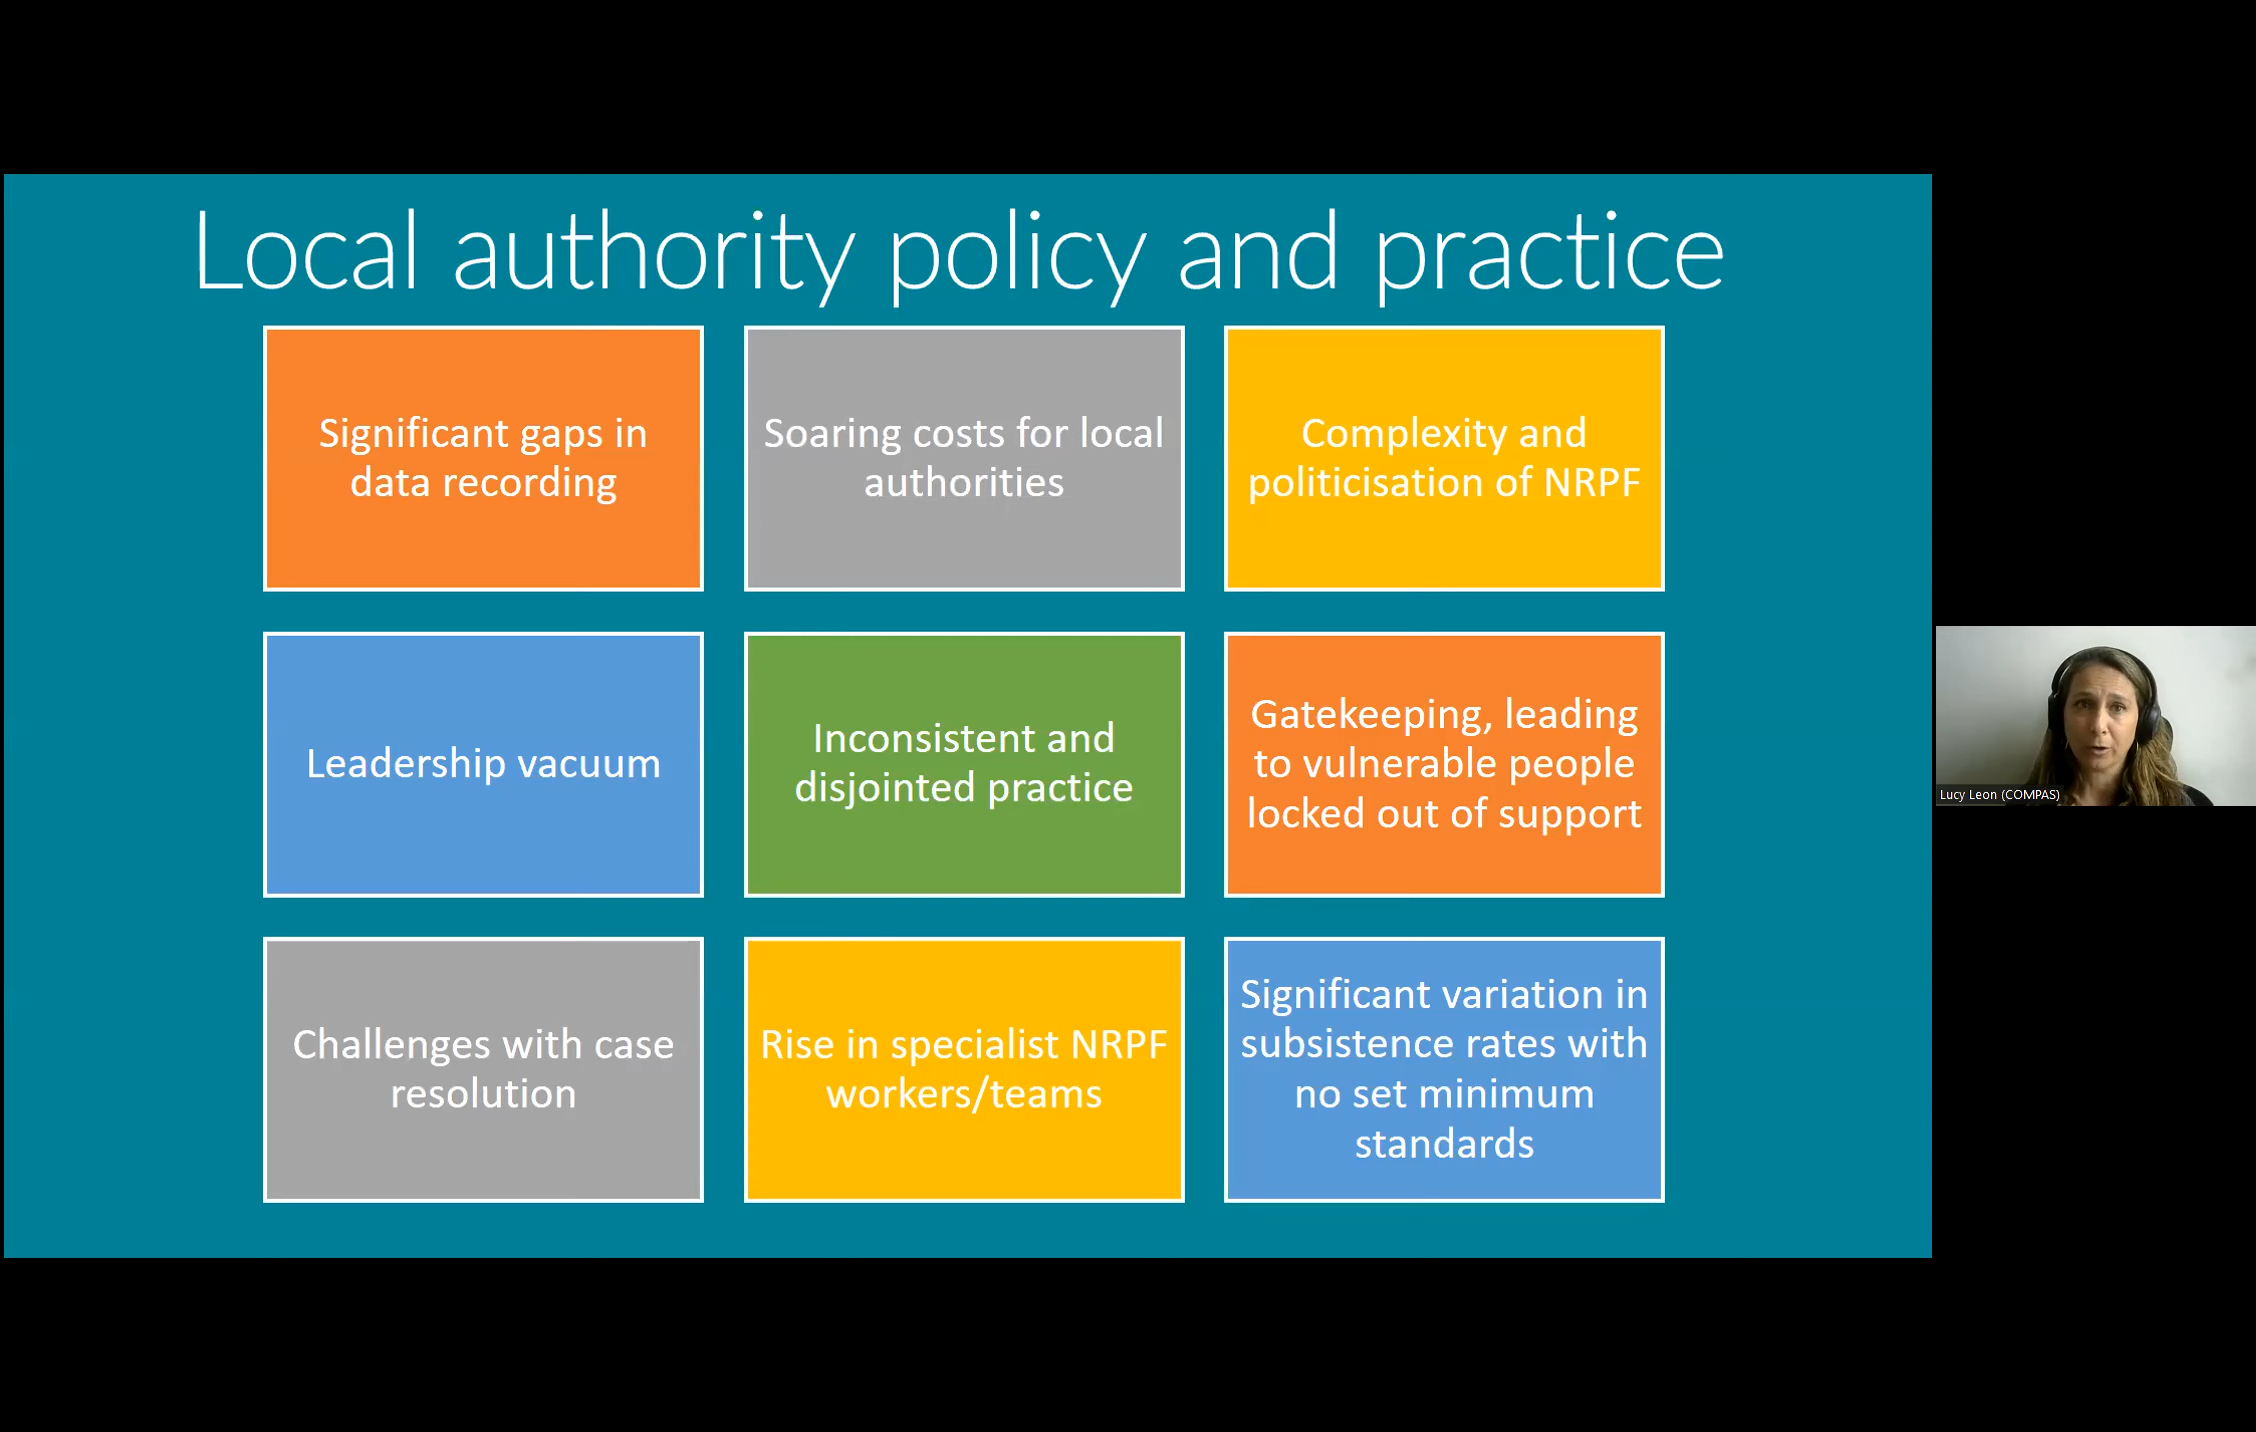 Local authority policy and practice
Significant gaps in
data recording
Soaring costs for local
authorities
Complexity and
politicisation of NRPF
Leadership vacuum
Inconsistent and
disjointed practice
Gatekeeping, leading
to vulnerable people
locked out of support
Challenges with case
resolution
Rise in specialist NRPF
workers/teams
Significant variation in
subsistence rates with
no set minimum
standards
Lucy Leon (COMPAS)